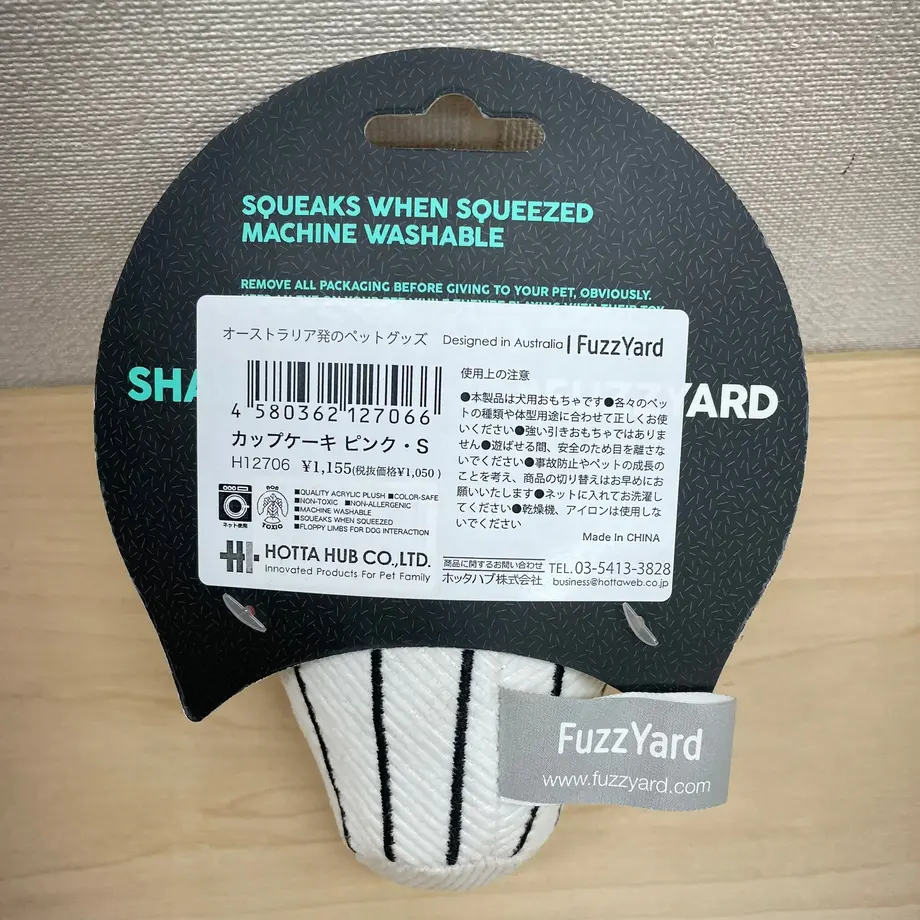 SQUEAKS WHEN SQUEEZED
MACHINE WASHABLE
REMOVE ALL PACKAGING BEFORE GIVING TO YOUR PET, OBVIOUSLY.
SHA
YARD
オーストラリア発のペットグッズ Designed in Australia | FuzzYard
4 580362 127066
カップケーキ ピンク・S
H12706 ¥1,155(税抜価格¥1,050)
ネット使用
rono
■QUALITY ACRYLIC PLUSH ■COLOR-SAFE
■NON-TOXIC ■NON-ALLERGENIC
■MACHINE WASHABLE
■SQUEAKS WHEN SQUEEZED
■FLOPPY LIMBS FOR DOG INTERACTION
HOTTA HUB CO.,LTD.
Innovated Products For Pet Family
使用上の注意
●本製品は犬用おもちゃです●各々のペッ
トの種類や体型用途に合わせて正しくお使
いください●強い引きおもちゃではありま
せん●遊ばせる間、安全のため目を離さな
いでください●事故防止やペットの成長の
ことを考え、商品の切り替えはお早めにお
願いいたします●ネットに入れてお洗濯し
てください●乾燥機、アイロンは使用しな
いでください
Made In CHINA
商品に関するお問い合わせ
ホッタハブ株式会社
TEL.03-5413-3828
business@hottaweb.co.jp
FuzzYard
www.fuzzyard.com